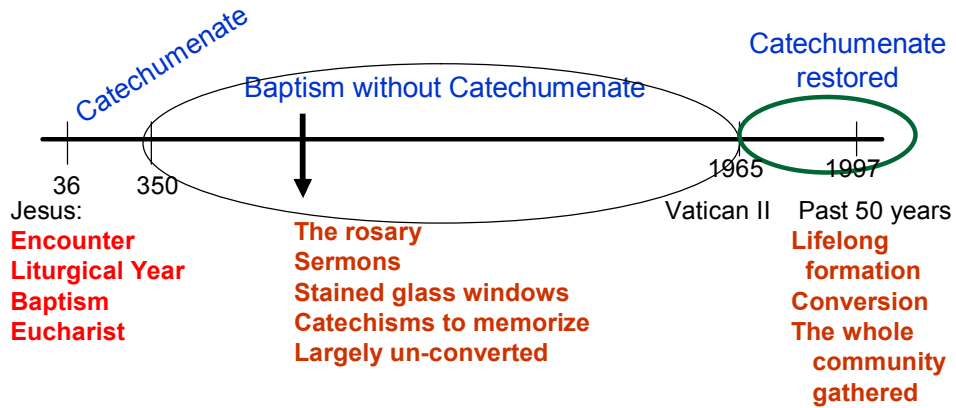 Catechumenate
Baptism without Catechumenate
Catechumenate
restored
36
350
1965
1997
Jesus:
Encounter
Liturgical Year
Baptism
Eucharist
The rosary
Sermons
Stained glass windows
Catechisms to memorize
Largely un-converted
Vatican II
Past 50 years
Lifelong
formation
Conversion
The whole
community
gathered